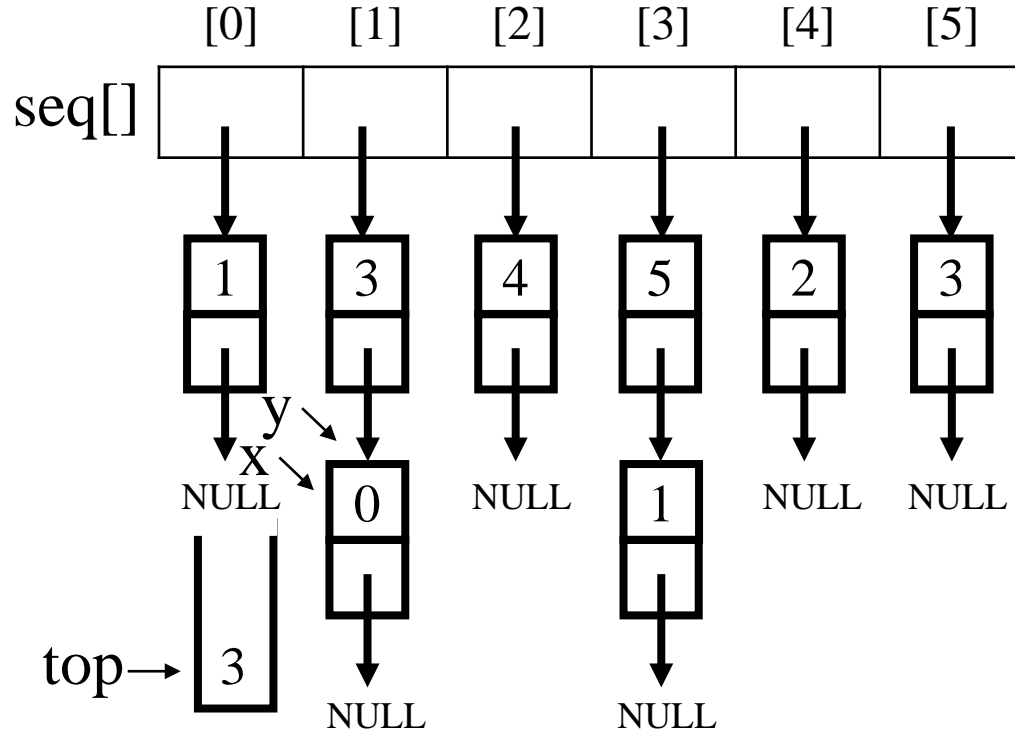 [0] [1] [2] [3] [4] [5]
seq[]
1 3 4 5 2 3
y
x
NULL 0 NULL 1 NULL NULL
top 3
NULL NULL